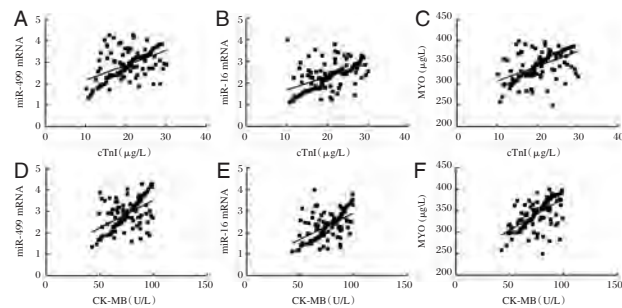 A B C
5 5 450
4 4 400
3 3 350
2 2 300
1 1 250
0 0 200
miR-499 mRNA miR-16 mRNA MYO (μg/L)
0 10 20 30 40 0 10 20 30 40 0 10 20 30 40
cTnI(μg/L) cTnI(μg/L) cTnI(μg/L)
D E F
5 5 450
4 4 400
3 3 350
2 2 300
1 1 250
0 0 200
miR-499 mRNA miR-16 mRNA MYO (μg/L)
0 50 100 150 0 50 100 150 0 50 100 150
CK-MB(U/L) CK-MB(U/L) CK-MB(U/L)